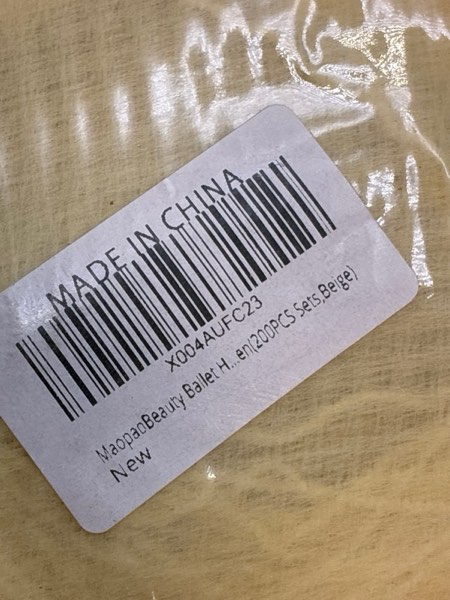 MADE IN CHINA
X004AUFC23
MaopaoBeauty Ballet H...en(200PCS Sets,Beige)
New